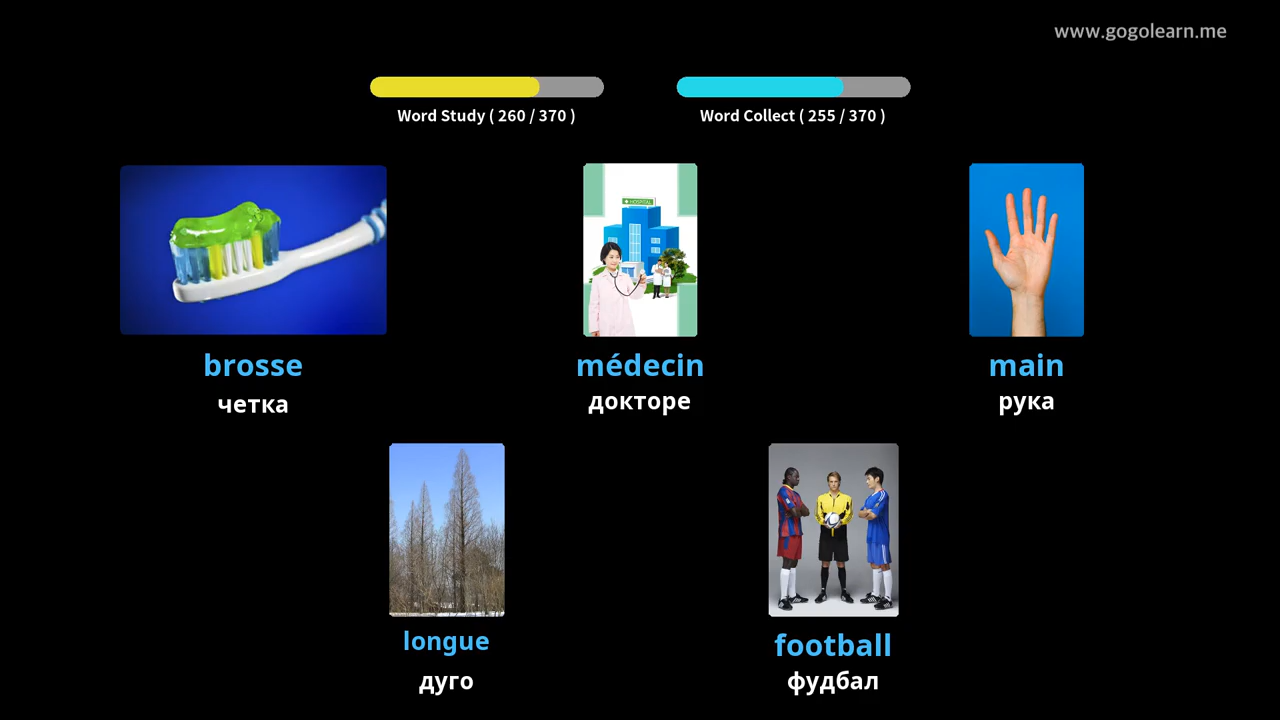 www.gogolearn.me
Word Study ( 260 / 370 )
Word Collect ( 255 / 370 )
HOSPITAL
brosse
четка
médecin
докторе
main
рука
longue
дуго
football
фудбал